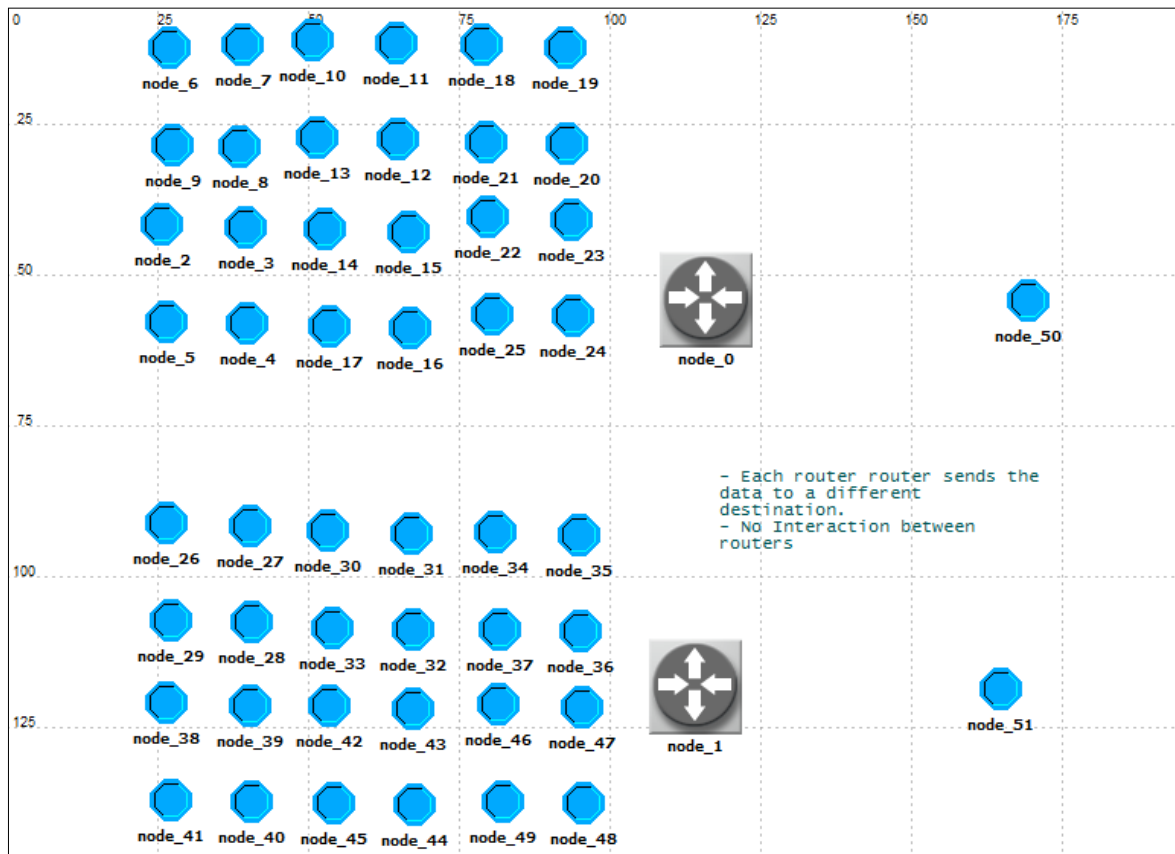 0 25 50 75 100 125 150 175
node_6 node_7 node_10 node_11 node_18 node_19
25
node_9 node_8 node_13 node_12 node_21 node_20
node_2 node_3 node_14 node_15 node_22 node_23
50
node_5 node_4 node_17 node_16 node_25 node_24 node_0 node_50
75
- Each router router sends the
data to a different
destination.
- No Interaction between
routers
node_26 node_27 node_30 node_31 node_34 node_35
100
node_29 node_28 node_33 node_32 node_37 node_36
125
node_38 node_39 node_42 node_43 node_46 node_47 node_1 node_51
node_41 node_40 node_45 node_44 node_49 node_48